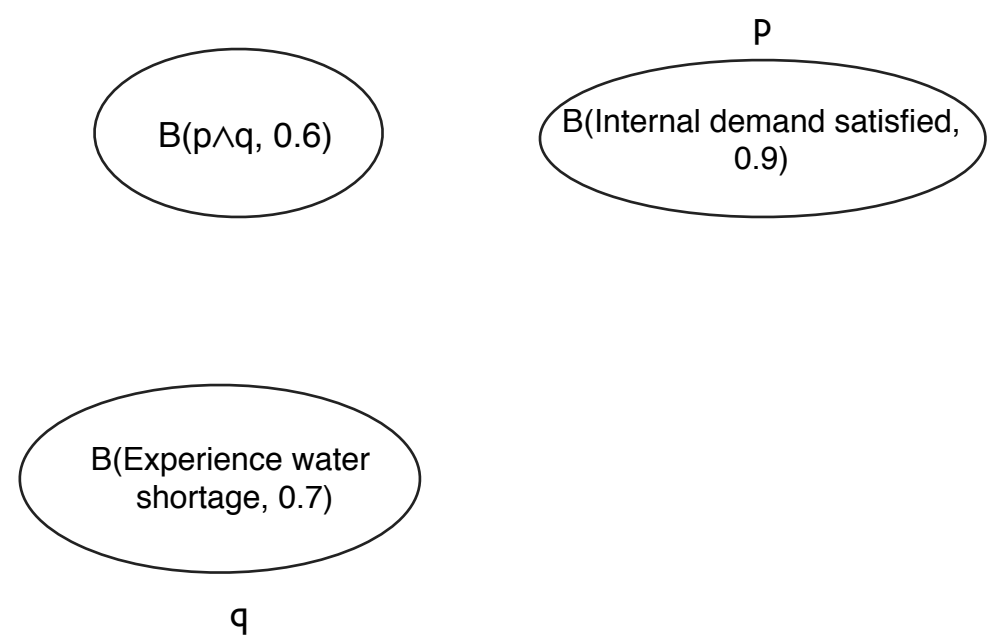 p
B(p∧q, 0.6)
B(Internal demand satisfied,
0.9)
B(Experience water
shortage, 0.7)
q